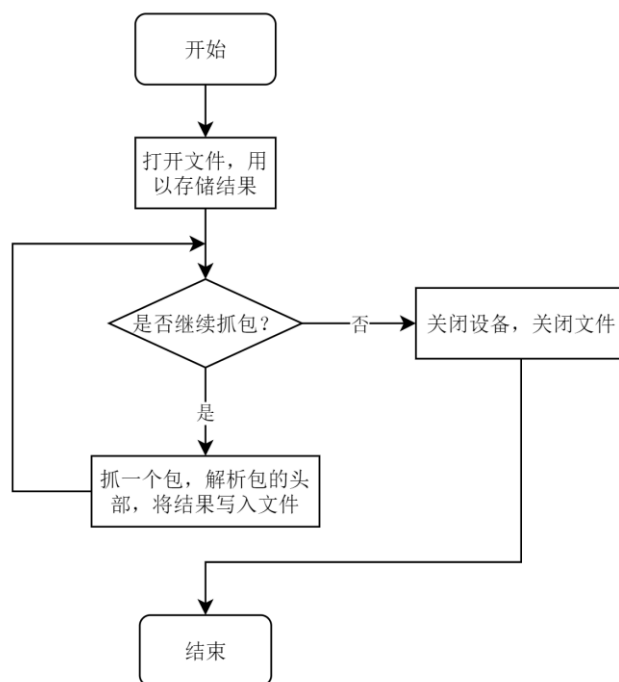 开始
打开文件，用
以存储结果
是否继续抓包？
否
关闭设备，关闭文件
是
抓一个包，解析包的头
部，将结果写入文件
结束